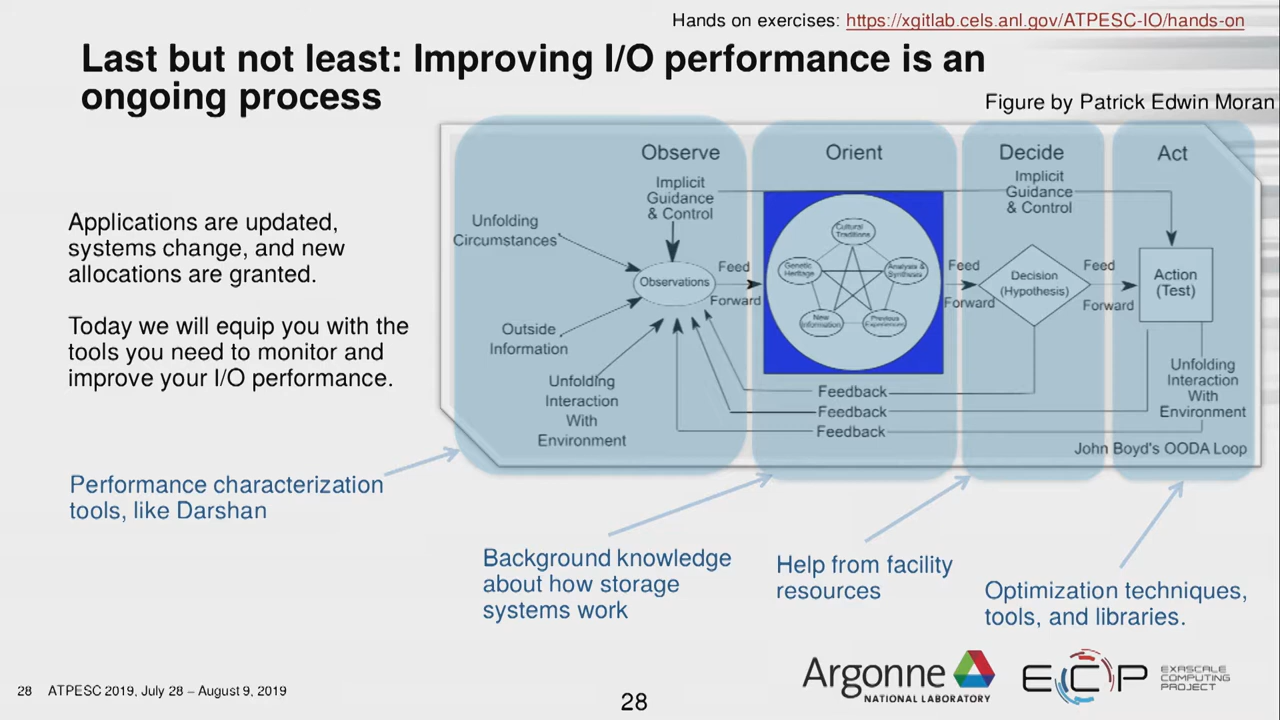 Hands on exercises: https://xgitlab.cels.anl.gov/ATPESC-IO/hands-on
Last but not least: Improving I/O performance is an
ongoing process
Figure by Patrick Edwin Moran
Applications are updated,
systems change, and new
allocations are granted.
Today we will equip you with the
tools you need to monitor and
improve your I/O performance.
Performance characterization
tools, like Darshan
Observe
Implicit
Guidance
& Control
Unfolding
Circumstances
Observations
Outside
Information
Unfolding
Interaction
With
Environment
Feed
Forward
Orient
Cultural
Traditions
Genetic
Heritage
Analysis &
Synthesis
New
Information
Previous
Experiences
Feed
Forward
Decide
Implicit
Guidance
& Control
Decision
(Hypothesis)
Feed
Forward
Act
Action
(Test)
Unfolding
Interaction
With
Environment
Feedback
Feedback
Feedback
John Boyd's OODA Loop
Background knowledge
about how storage
systems work
Help from facility
resources
Optimization techniques,
tools, and libraries.
28 ATPESC 2019, July 28 – August 9, 2019
28
Argonne
NATIONAL LABORATORY
ECP
EXASCALE
COMPUTING
PROJECT